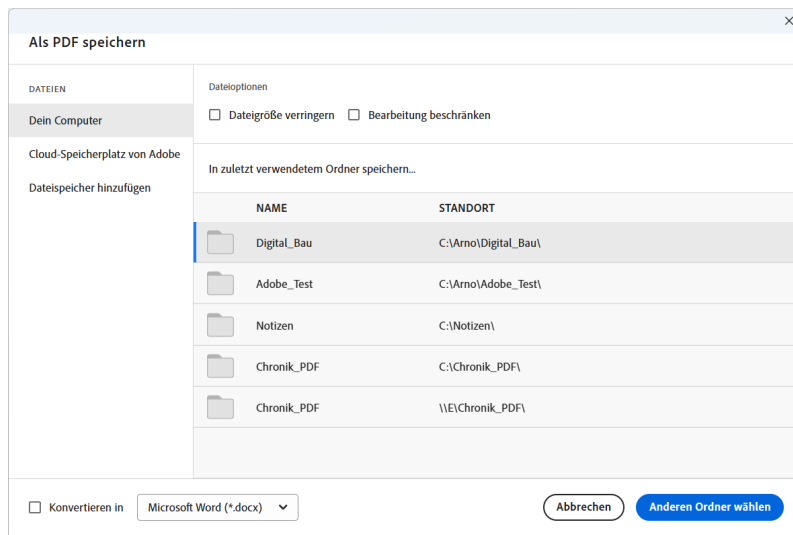 Als PDF speichern
DATEIEN
Dein Computer
Cloud-Speicherplatz von Adobe
Dateispeicher hinzufügen
Dateioptionen
Dateigröße verringern Bearbeitung beschränken
In zuletzt verwendetem Ordner speichern...
NAME STANDORT
Digital_Bau C:\Arno\Digital_Bau\
Adobe_Test C:\Arno\Adobe_Test\
Notizen C:\Notizen\
Chronik_PDF C:\Chronik_PDF\
Chronik_PDF \\E\Chronik_PDF\
Konvertieren in Microsoft Word (*.docx) Abbrechen Anderen Ordner wählen